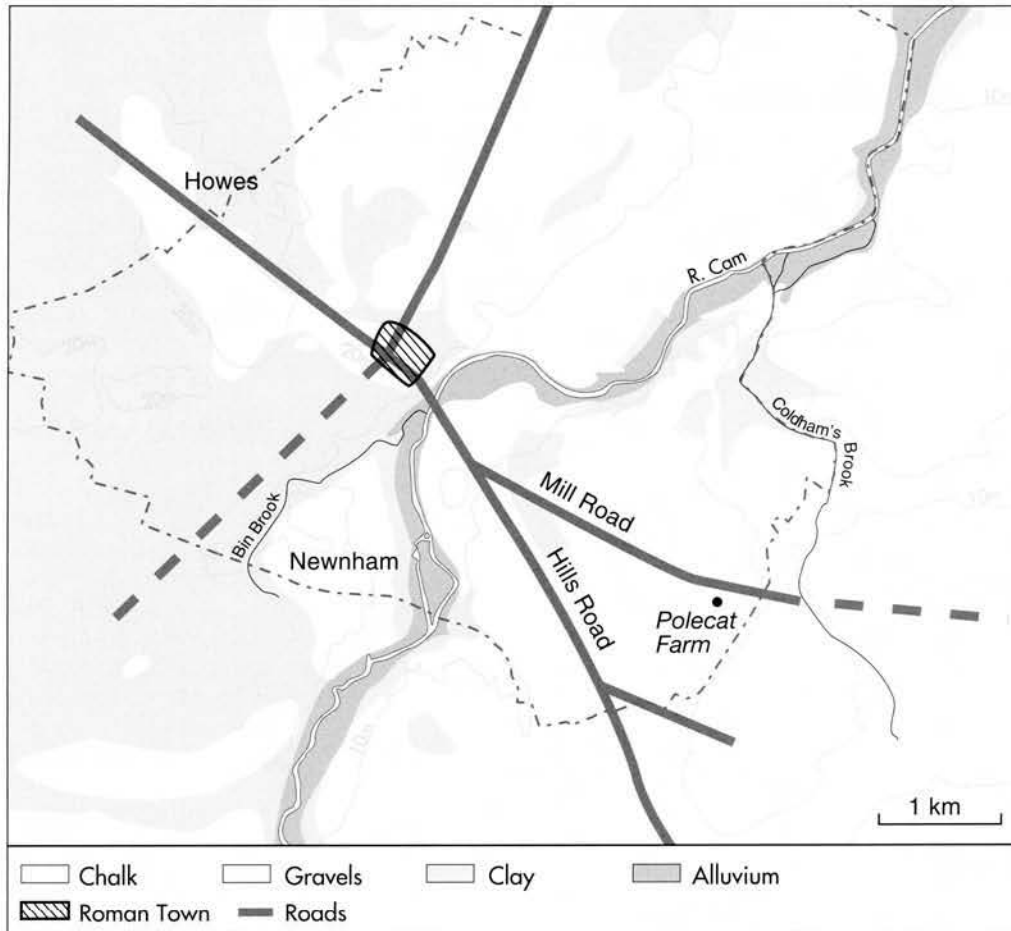 Howes
R. Cam
Coldham's Brook
Bin Brook
Mill Road
Newnham
Hills Road
Polecat
Farm
10m
1 km
Chalk
Gravels
Clay
Alluvium
Roman Town
Roads